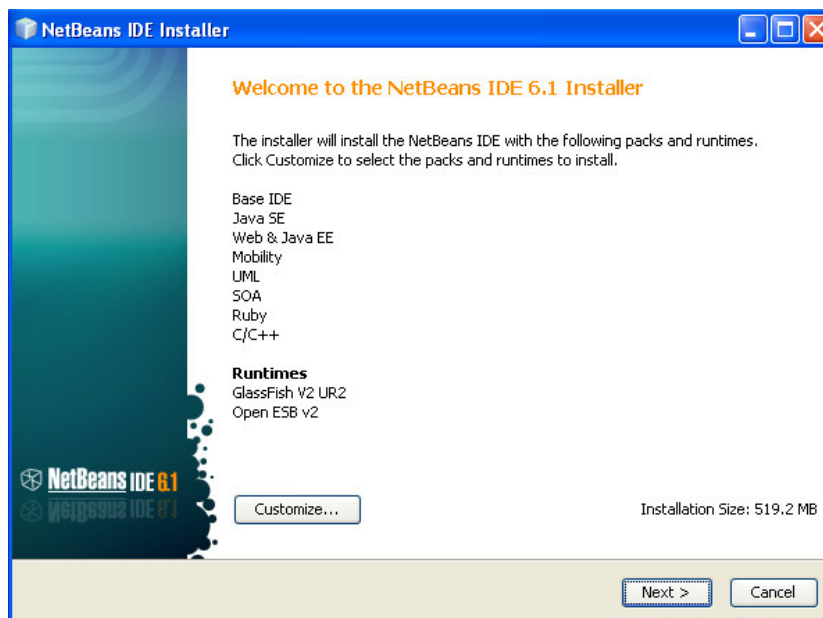 NetBeans IDE Installer
Welcome to the NetBeans IDE 6.1 Installer
The installer will install the NetBeans IDE with the following packs and runtimes.
Click Customize to select the packs and runtimes to install.
Base IDE
Java SE
Web & Java EE
Mobility
UML
SOA
Ruby
C/C++
Runtimes
GlassFish V2 UR2
Open ESB v2
NetBeans IDE 6.1
Customize...
Installation Size: 519.2 MB
Next >
Cancel